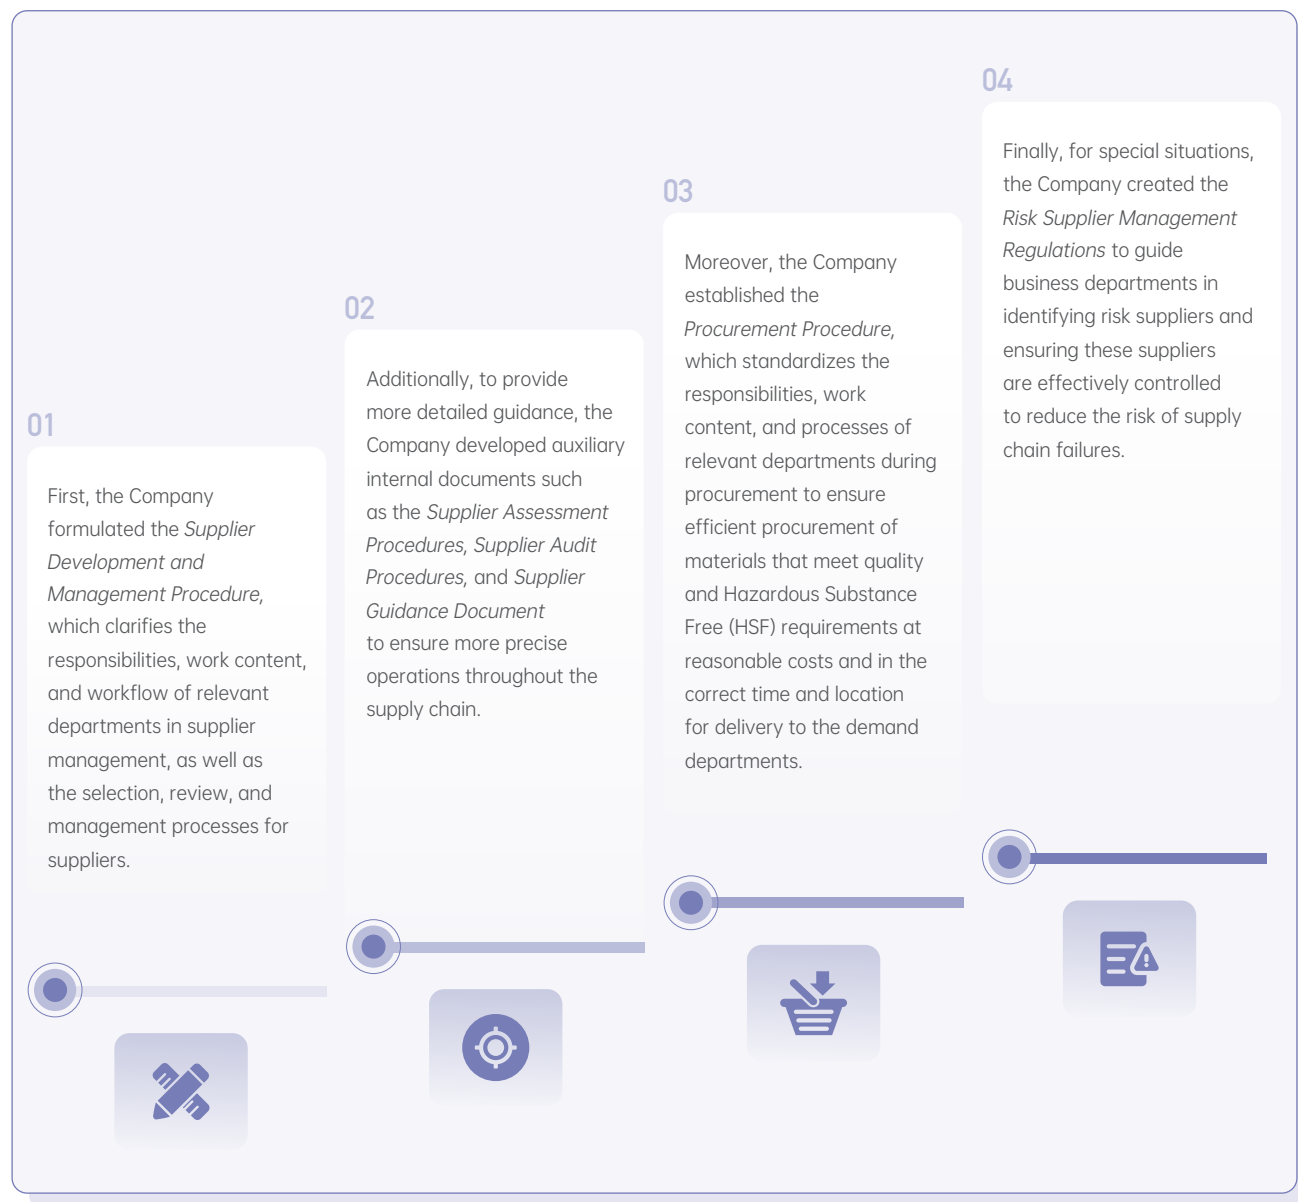 01
First, the Company
formulated the Supplier
Development and
Management Procedure,
which clarifies the
responsibilities, work content,
and workflow of relevant
departments in supplier
management, as well as
the selection, review, and
management processes for
suppliers.
02
Additionally, to provide
more detailed guidance, the
Company developed auxiliary
internal documents such
as the Supplier Assessment
Procedures, Supplier Audit
Procedures, and Supplier
Guidance Document
to ensure more precise
operations throughout the
supply chain.
03
Moreover, the Company
established the
Procurement Procedure,
which standardizes the
responsibilities, work
content, and processes of
relevant departments during
procurement to ensure
efficient procurement of
materials that meet quality
and Hazardous Substance
Free (HSF) requirements at
reasonable costs and in the
correct time and location
for delivery to the demand
departments.
04
Finally, for special situations,
the Company created the
Risk Supplier Management
Regulations to guide
business departments in
identifying risk suppliers and
ensuring these suppliers
are effectively controlled
to reduce the risk of supply
chain failures.